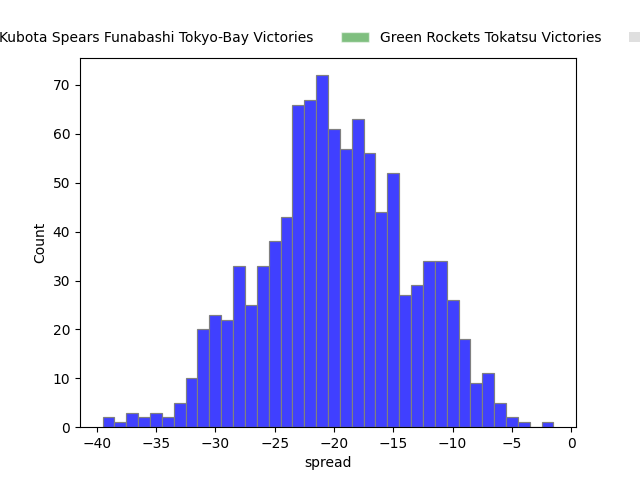 Kubota Spears Funabashi Tokyo-Bay Victories Green Rockets Tokatsu Victories
70
60
50
40
30
20
10
0
Count
−40 −35 −30 −25 −20 −15 −10 −5 0
spread